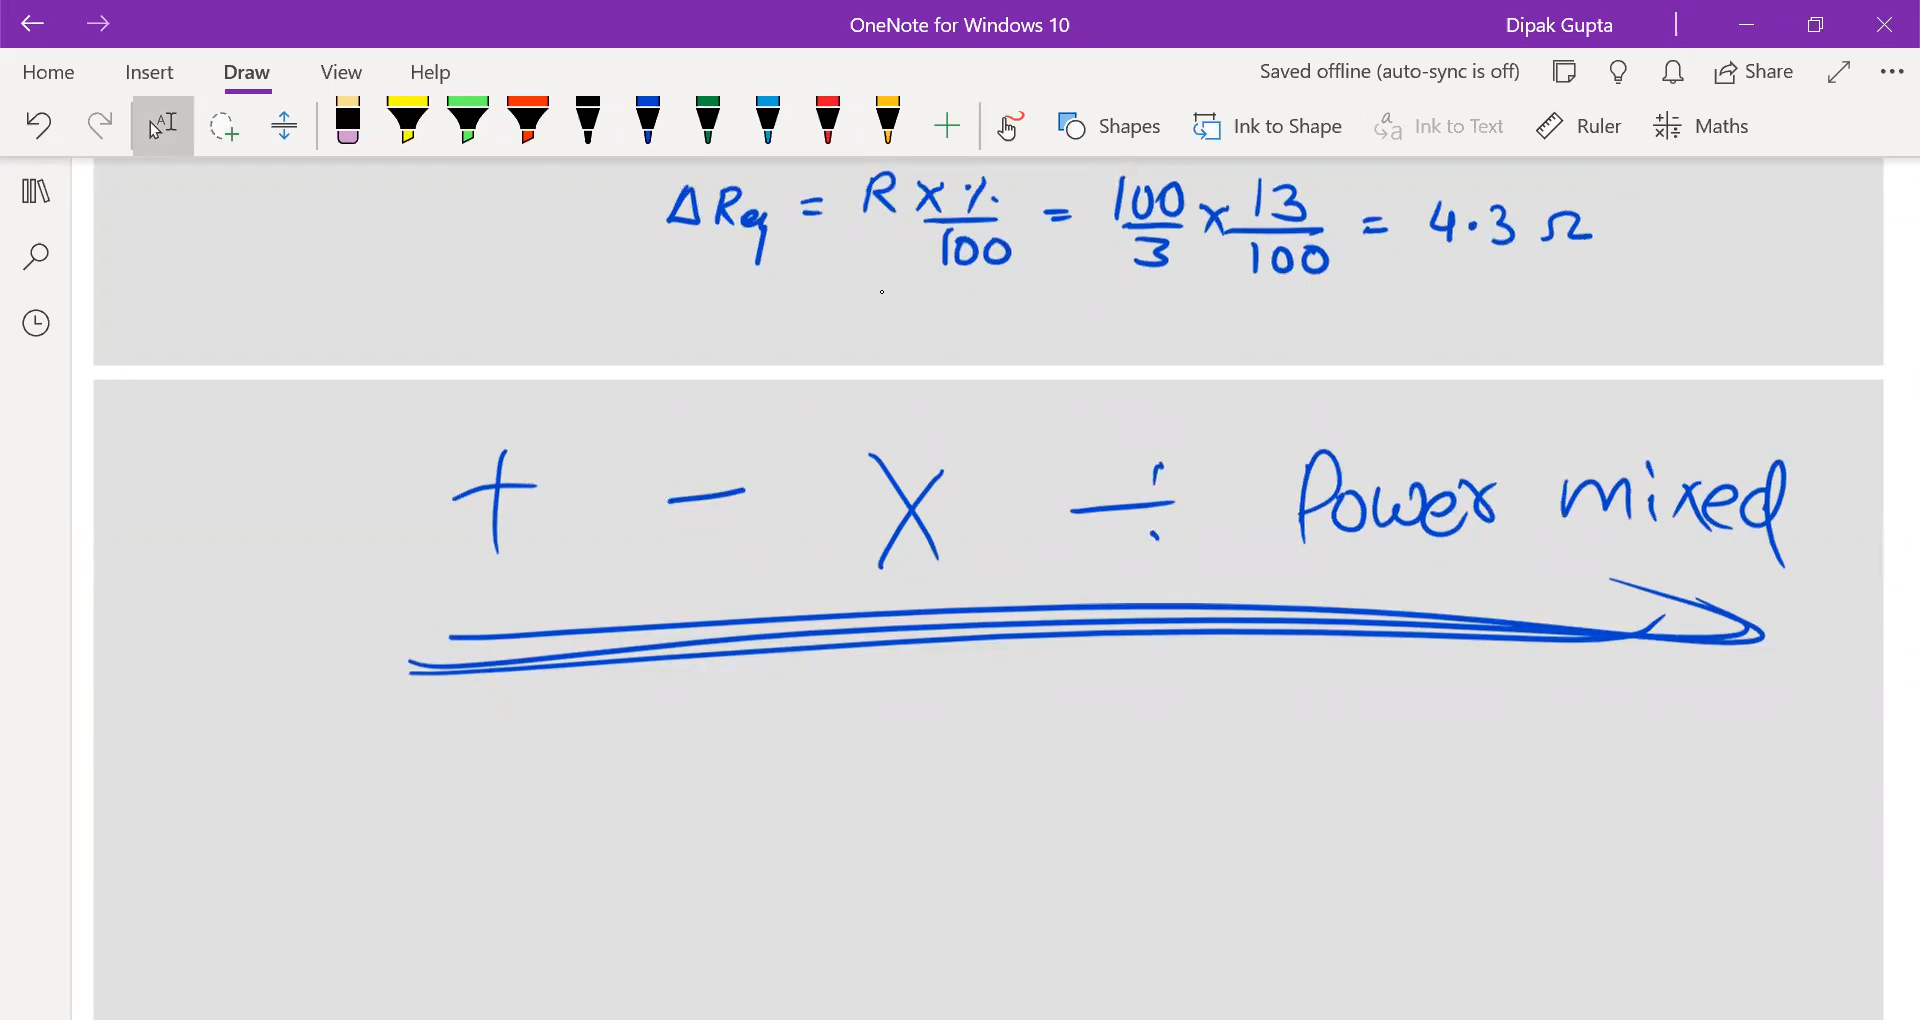 OneNote for Windows 10
Dipak Gupta
Home Insert Draw View Help
Saved offline (auto-sync is off) Share
Shapes Ink to Shape Ink to Text Ruler Maths
ΔReq = R × %/100 = 100/3 × 13/100 = 4.3 Ω
+ − × ÷ Power mixed